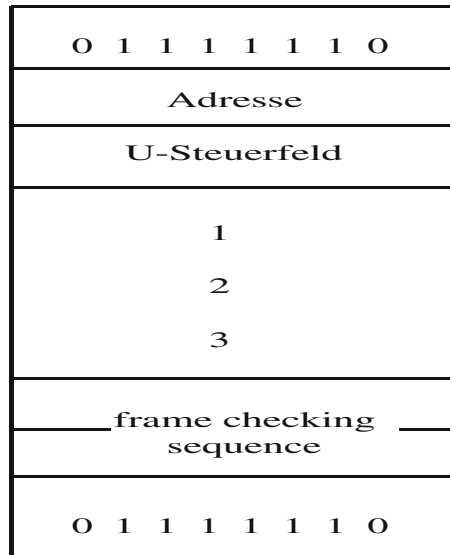 0 1 1 1 1 1 1 0
Adresse
U-Steuerfeld
1
2
3
frame checking
sequence
0 1 1 1 1 1 1 0